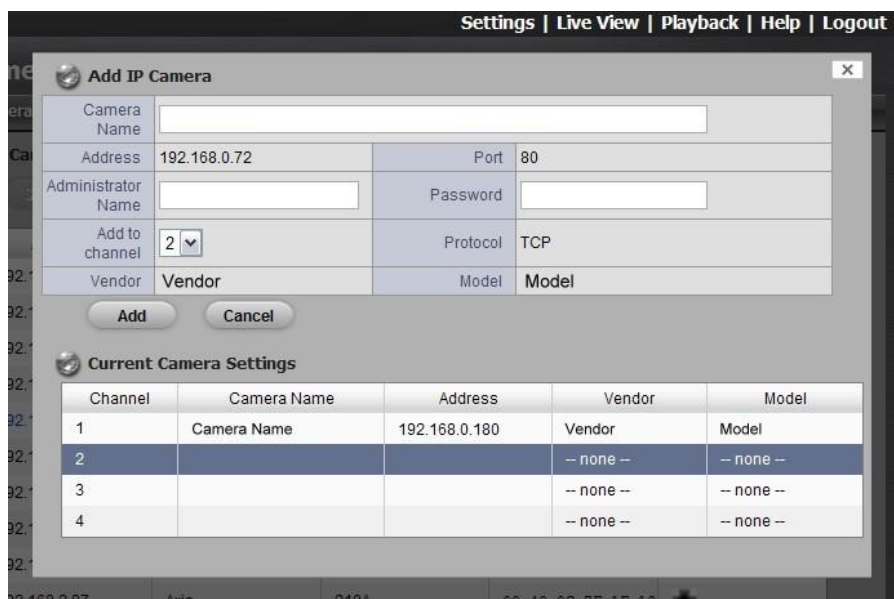 Settings | Live View | Playback | Help | Logout
Add IP Camera
Camera Name
Address 192.168.0.72 Port 80
Administrator Name Password
Add to channel 2 Protocol TCP
Vendor Vendor Model Model
Add Cancel
Current Camera Settings
Channel Camera Name Address Vendor Model
1 Camera Name 192.168.0.180 Vendor Model
2 -- none -- -- none --
3 -- none -- -- none --
4 -- none -- -- none --